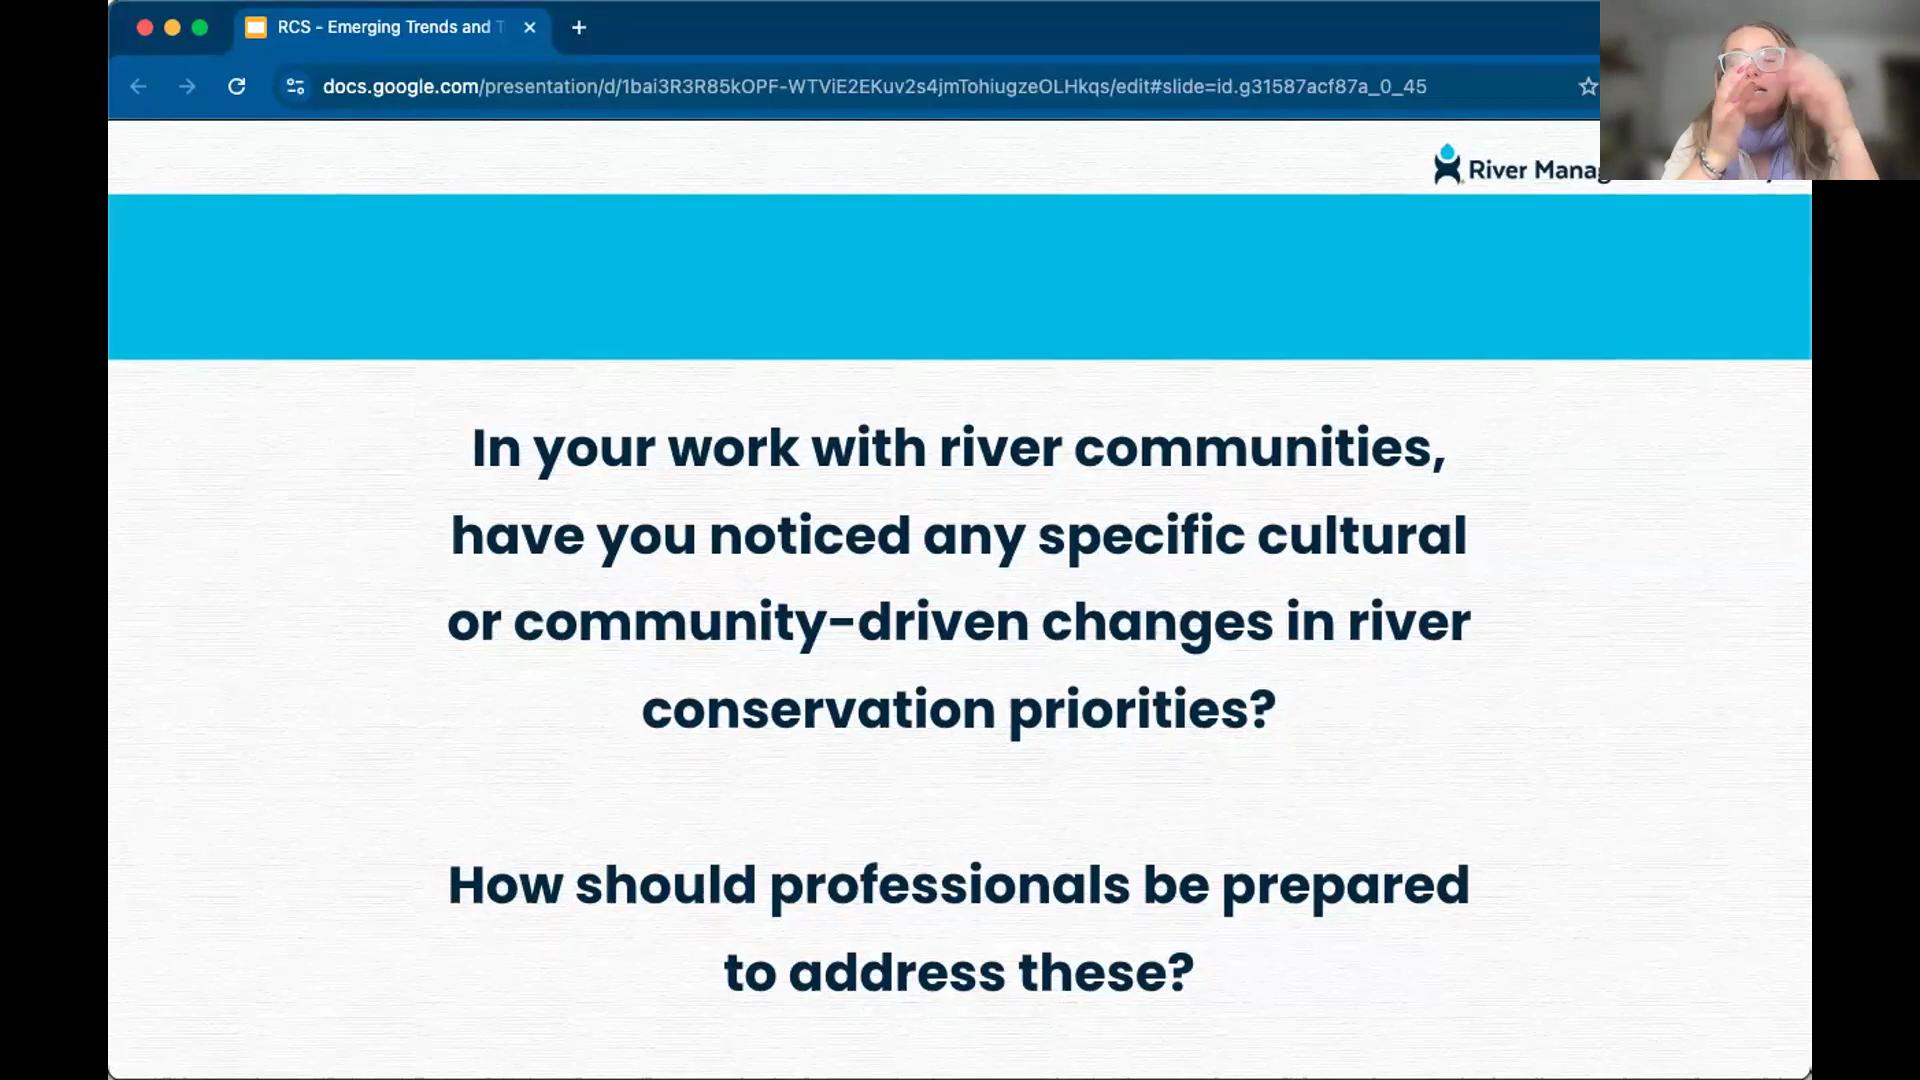 RCS - Emerging Trends and
docs.google.com/presentation/d/1bai3R3R85kOPF-WTViE2EKuv2s4jmTohiugzeOLHkqs/edit#slide=id.g31587acf87a_0_45
River Manag
In your work with river communities,
have you noticed any specific cultural
or community-driven changes in river
conservation priorities?
How should professionals be prepared
to address these?